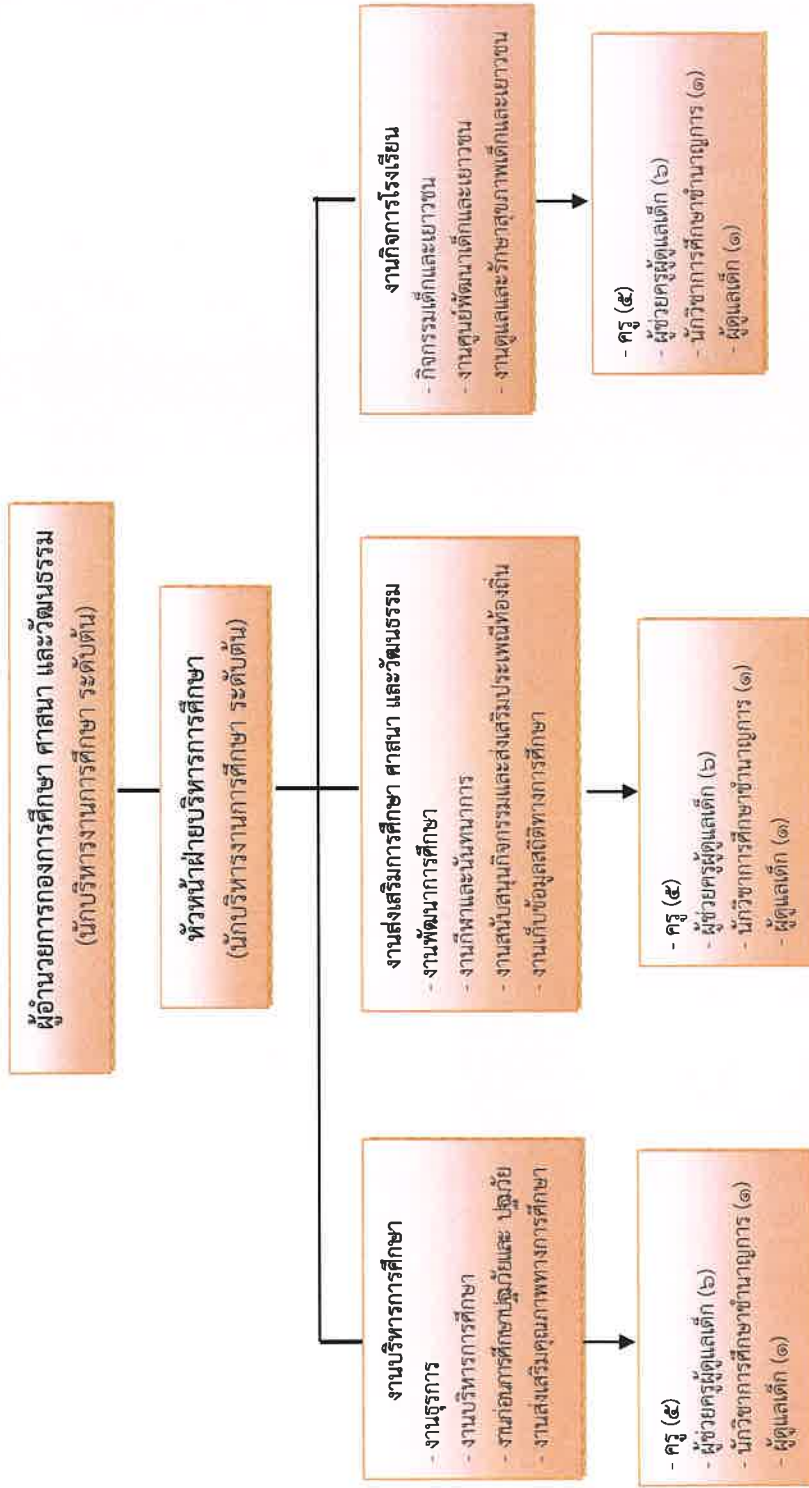 ผู้อำนวยการกองการศึกษา ศาสนา และวัฒนธรรม
(นักบริหารงานการศึกษา ระดับต้น)
หัวหน้าฝ่ายบริหารการศึกษา
(นักบริหารงานการศึกษา ระดับต้น)
งานบริหารการศึกษา
- งานธุรการ
- งานบริหารการศึกษา
- งานก่อนการศึกษาปฐมวัยและ ปฐมวัย
- งานส่งเสริมคุณภาพทางการศึกษา
- ครู (๕)
- ผู้ช่วยครูผู้ดูแลเด็ก (๖)
- นักวิชาการศึกษาชำนาญการ (๑)
- ผู้ดูแลเด็ก (๑)
งานส่งเสริมการศึกษา ศาสนา และวัฒนธรรม
- งานพัฒนาการศึกษา
- งานกีฬาและนันทนาการ
- งานสนับสนุนกิจกรรมและส่งเสริมประเพณีท้องถิ่น
- งานเก็บข้อมูลสถิติทางการศึกษา
- ครู (๕)
- ผู้ช่วยครูผู้ดูแลเด็ก (๖)
- นักวิชาการศึกษาชำนาญการ (๑)
- ผู้ดูแลเด็ก (๑)
งานกิจการโรงเรียน
- กิจกรรมเด็กและเยาวชน
- งานศูนย์พัฒนาเด็กและเยาวชน
- งานดูแลและรักษาสุขภาพเด็กและเยาวชน
- ครู (๕)
- ผู้ช่วยครูผู้ดูแลเด็ก (๖)
- นักวิชาการศึกษาชำนาญการ (๑)
- ผู้ดูแลเด็ก (๑)